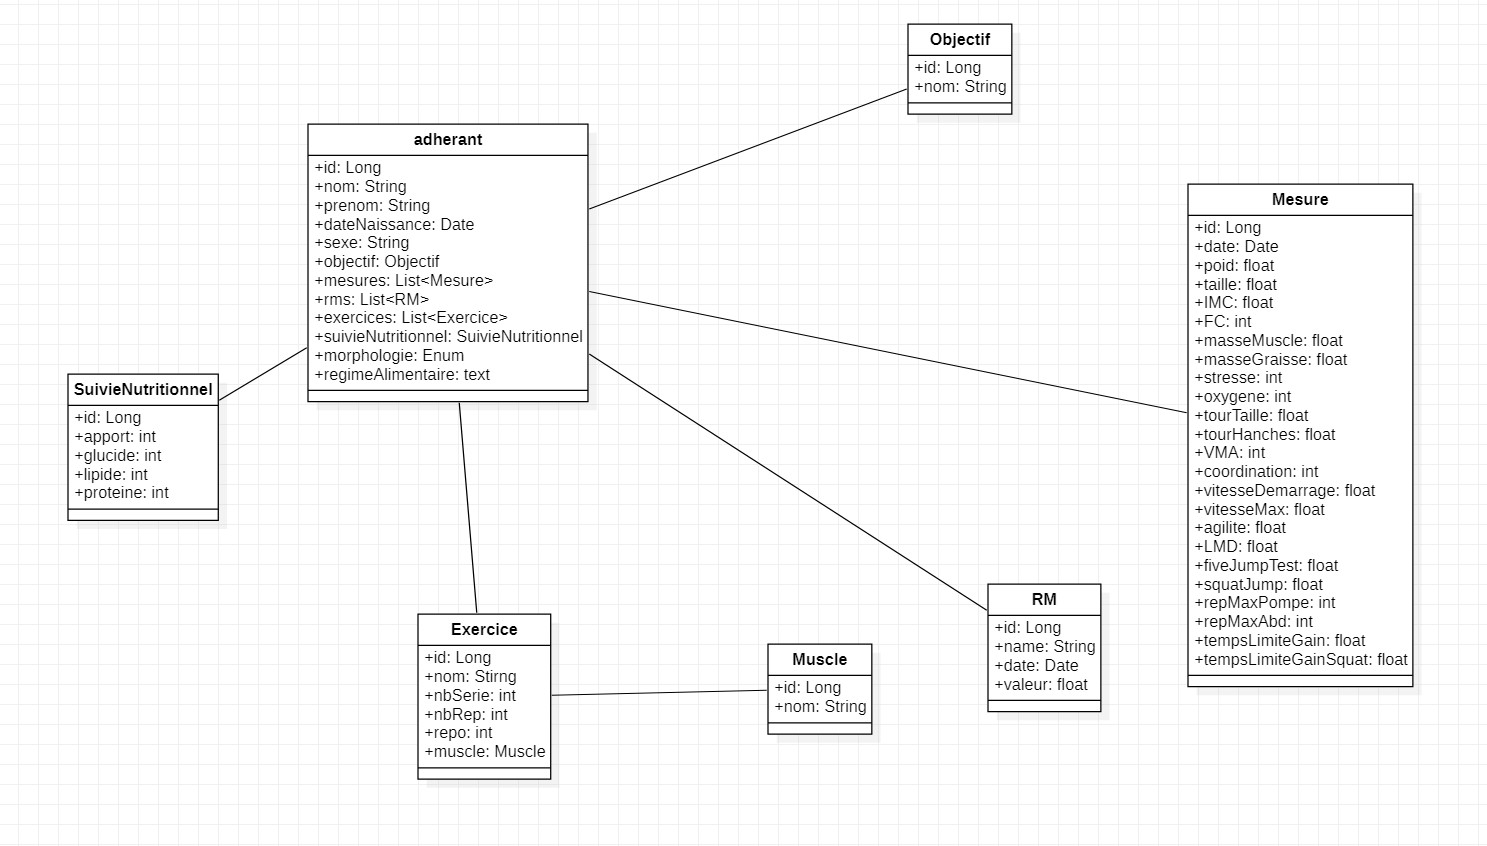 Objectif
+id: Long
+nom: String
adherant
+id: Long
+nom: String
+prenom: String
+dateNaissance: Date
+sexe: String
+objectif: Objectif
+mesures: List<Mesure>
+rms: List<RM>
+exercices: List<Exercice>
+suivieNutritionnel: SuivieNutritionnel
+morphologie: Enum
+regimeAlimentaire: text
Mesure
+id: Long
+date: Date
+poid: float
+taille: float
+IMC: float
+FC: int
+masseMuscle: float
+masseGraisse: float
+stresse: int
+oxygene: int
+tourTaille: float
+tourHanches: float
+VMA: int
+coordination: int
+vitesseDemarrage: float
+vitesseMax: float
+agilite: float
+LMD: float
+fiveJumpTest: float
+squatJump: float
+repMaxPompe: int
+repMaxAbd: int
+tempsLimiteGain: float
+tempsLimiteGainSquat: float
SuivieNutritionnel
+id: Long
+apport: int
+glucide: int
+lipide: int
+proteine: int
Exercice
+id: Long
+nom: Stirng
+nbSerie: int
+nbRep: int
+repo: int
+muscle: Muscle
Muscle
+id: Long
+nom: String
RM
+id: Long
+name: String
+date: Date
+valeur: float